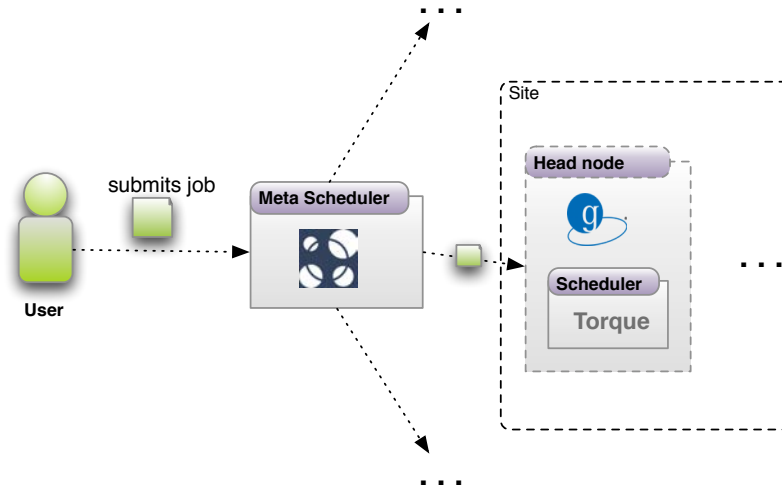 ...
Site
Head node
submits job
Meta Scheduler
g
...
Scheduler
Torque
User
...